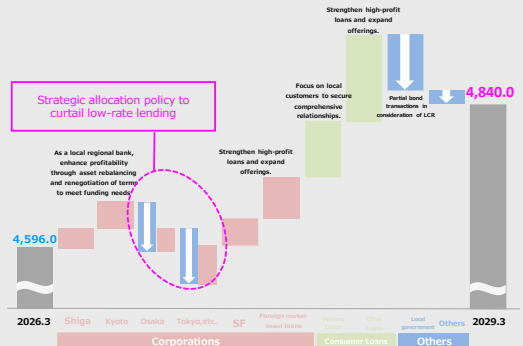 Strengthen high-profit
loans and expand
offerings.
Strategic allocation policy to
curtail low-rate lending
Focus on local
customers to secure
comprehensive
relationships.
Partial bond
transactions in
consideration of LCR
4,840.0
As a local regional bank,
enhance profitability
through asset rebalancing
and renegotiation of terms
to meet funding needs
Strengthen high-profit
loans and expand
offerings.
4,596.0
2026.3
Shiga
Kyoto
Osaka
Tokyo,etc.
SF
Foreign market
based loans
Housing
Loans
Other
loans
Local
government
Others
2029.3
Corporations
Consumer Loans
Others